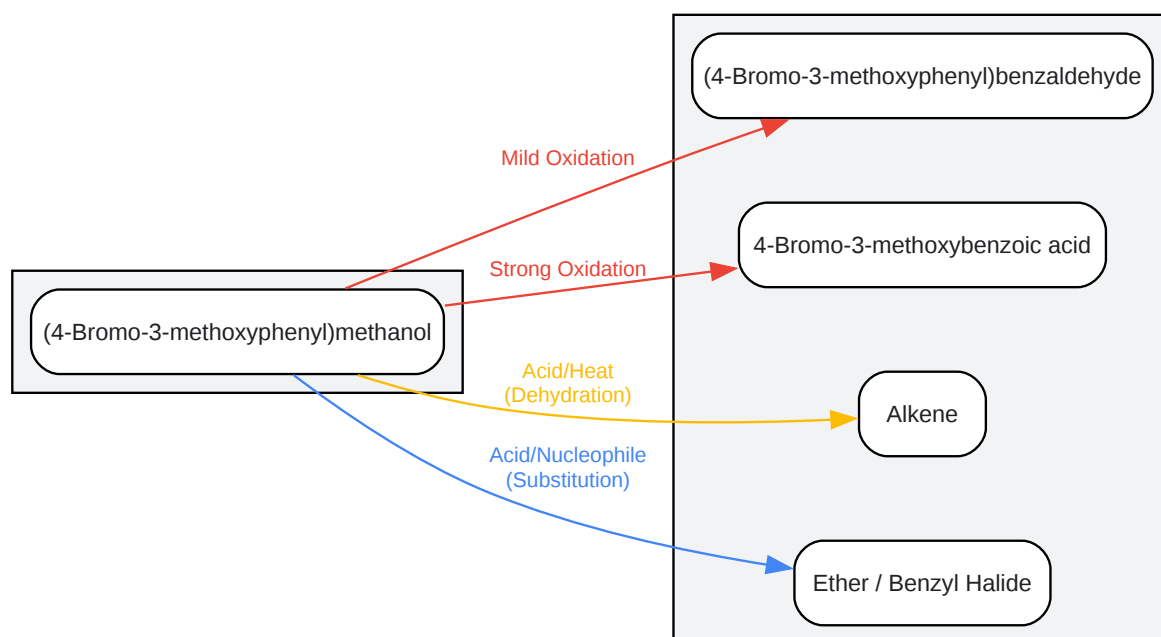 (4-Bromo-3-methoxyphenyl)benzaldehyde
Mild Oxidation
4-Bromo-3-methoxybenzoic acid
Strong Oxidation
(4-Bromo-3-methoxyphenyl)methanol
Acid/Heat
(Dehydration)
Alkene
Acid/Nucleophile
(Substitution)
Ether / Benzyl Halide